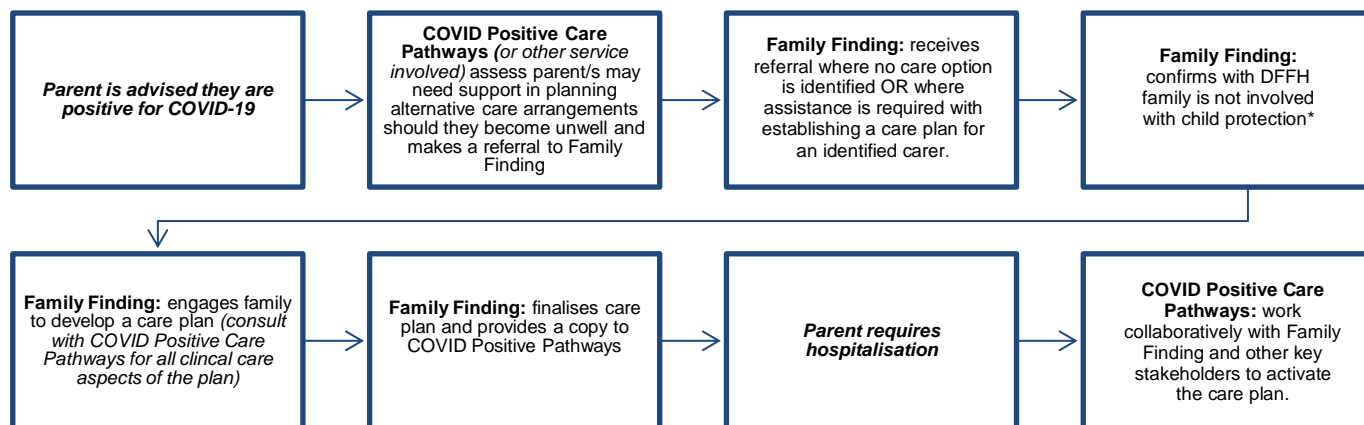 Parent is advised they are
positive for COVID-19
COVID Positive Care
Pathways (or other service
involved) assess parent/s may
need support in planning
alternative care arrangements
should they become unwell and
makes a referral to Family
Finding
Family Finding: receives
referral where no care option
is identified OR where
assistance is required with
establishing a care plan for
an identified carer.
Family Finding:
confirms with DFFH
family is not involved
with child protection*
Family Finding: engages family
to develop a care plan (consult
with COVID Positive Care
Pathways for all clincal care
aspects of the plan)
Family Finding: finalises care
plan and provides a copy to
COVID Positive Pathways
Parent requires
hospitalisation
COVID Positive Care
Pathways: work
collaboratively with Family
Finding and other key
stakeholders to activate
the care plan.